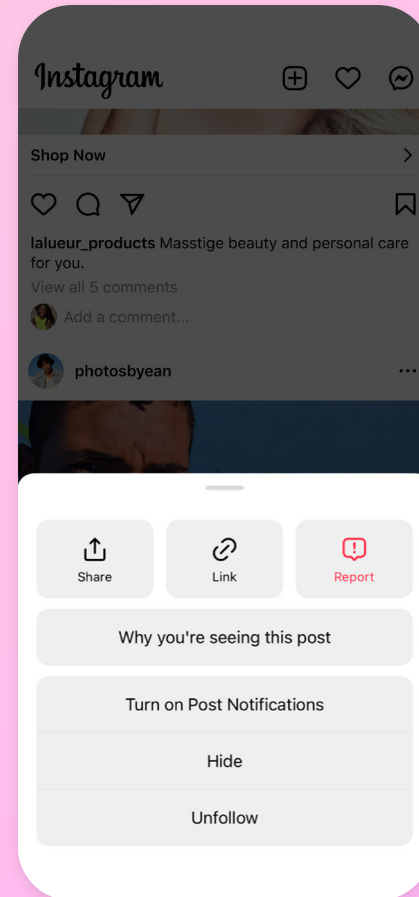 Instagram
Shop Now
lalueur_products Masstige beauty and personal care
for you.
View all 5 comments
Add a comment...
photosbyean
Share
Link
Report
Why you're seeing this post
Turn on Post Notifications
Hide
Unfollow